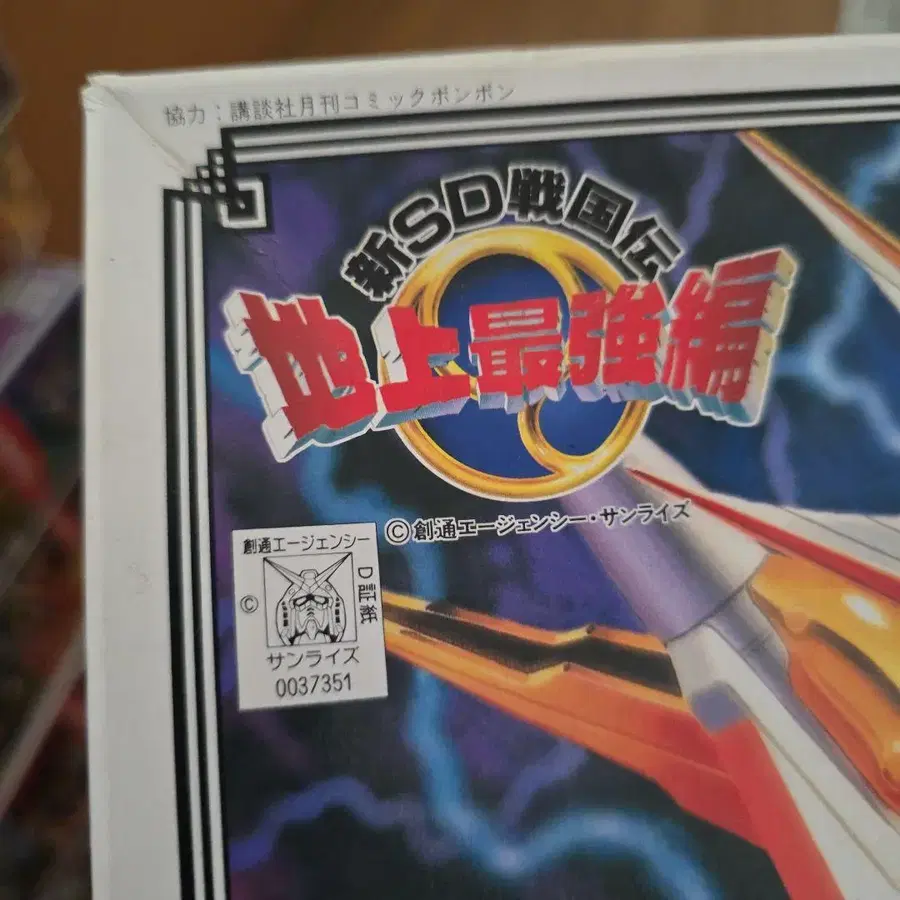 協力：講談社月刊コミックボンボン
新SD戦国伝
地上最強編
©創通エージェンシー・サンライズ
創通エージェンシー
©
D証紙
サンライズ
0037351